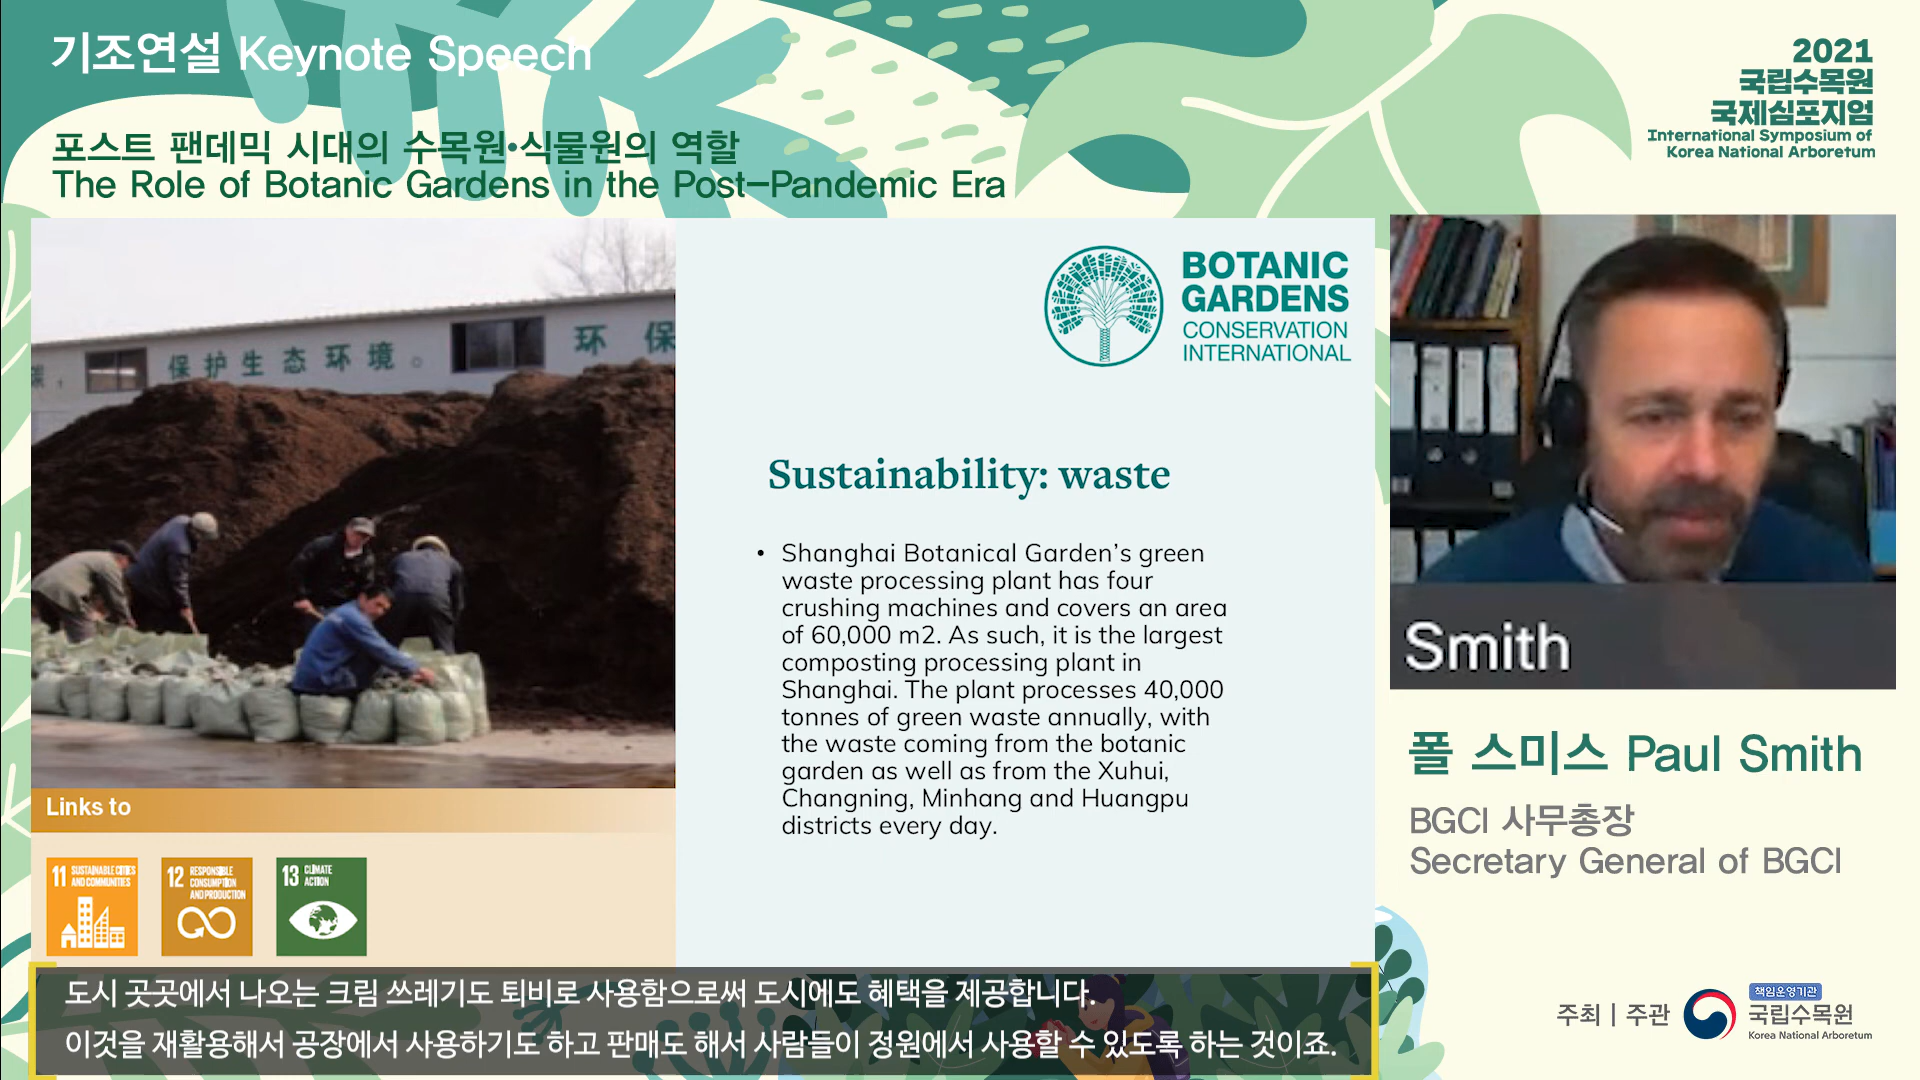 기조연설 Keynote Speech
2021
국립수목원
국제심포지엄
International Symposium of
Korea National Arboretum
포스트 팬데믹 시대의 수목원•식물원의 역할
The Role of Botanic Gardens in the Post-Pandemic Era
碳，
保护生态环境。
环 保
BOTANIC
GARDENS
CONSERVATION
INTERNATIONAL
Sustainability: waste
• Shanghai Botanical Garden’s green
waste processing plant has four
crushing machines and covers an area
of 60,000 m2. As such, it is the largest
composting processing plant in
Shanghai. The plant processes 40,000
tonnes of green waste annually, with
the waste coming from the botanic
garden as well as from the Xuhui,
Changning, Minhang and Huangpu
districts every day.
Links to
11 SUSTAINABLE CITIES
AND COMMUNITIES
12 RESPONSIBLE
CONSUMPTION
AND PRODUCTION
13 CLIMATE
ACTION
Smith
폴 스미스 Paul Smith
BGCI 사무총장
Secretary General of BGCI
도시 곳곳에서 나오는 크림 쓰레기도 퇴비로 사용함으로써 도시에도 혜택을 제공합니다.
이것을 재활용해서 공장에서 사용하기도 하고 판매도 해서 사람들이 정원에서 사용할 수 있도록 하는 것이죠.
주최 | 주관
책임운영기관
국립수목원
Korea National Arboretum